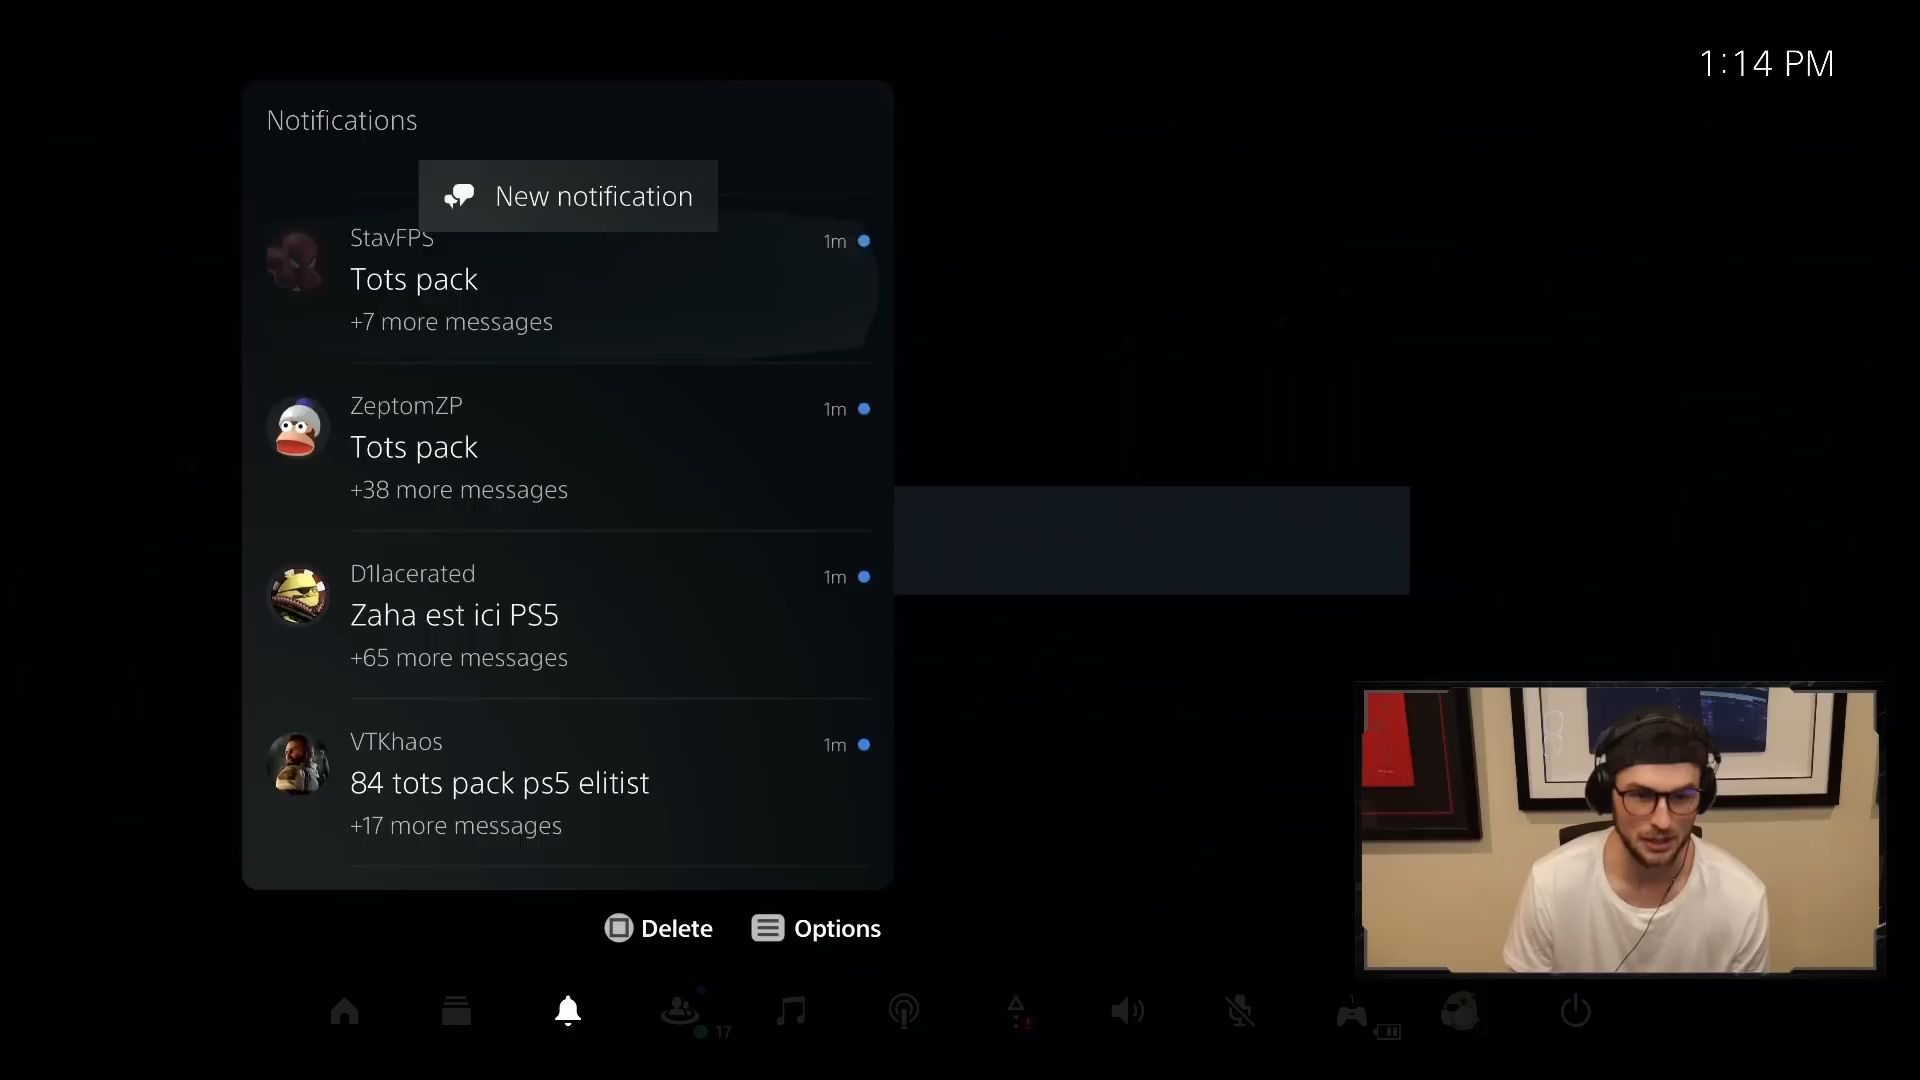 1:14 PM
Notifications
New notification
StavFPS
1m
Tots pack
+7 more messages
ZeptomZP
1m
Tots pack
+38 more messages
D1lacerated
1m
Zaha est ici PS5
+65 more messages
VTKhaos
1m
84 tots pack ps5 elitist
+17 more messages
Delete
Options
17